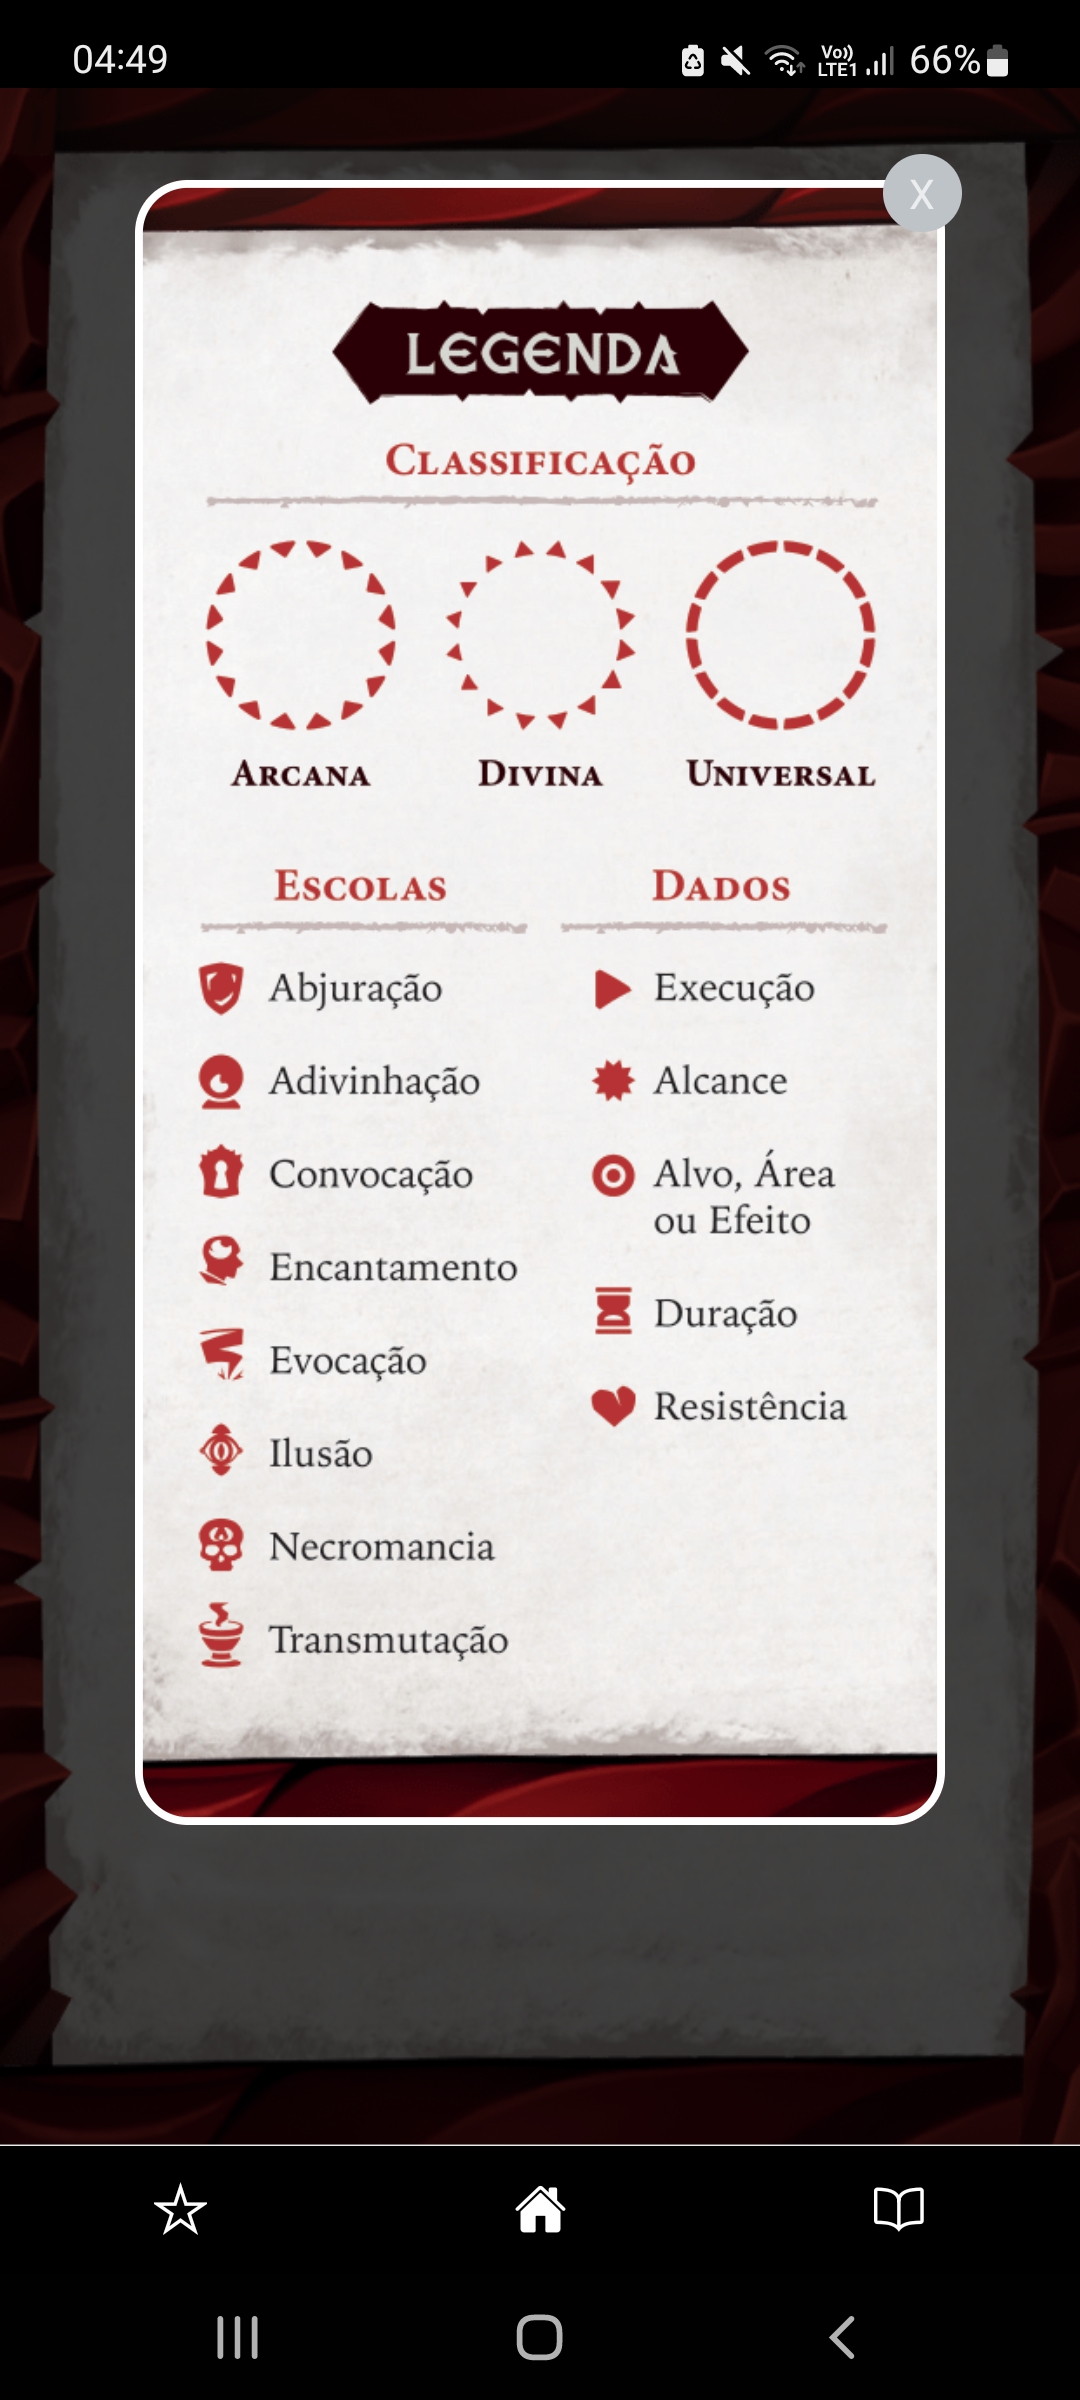 04:49
Vo))
LTE1
66%
X
LEGENDA
Classificação
Arcana
Divina
Universal
Escolas
Dados
Abjuração
Adivinhação
Convocação
Encantamento
Evocação
Ilusão
Necromancia
Transmutação
Execução
Alcance
Alvo, Área
ou Efeito
Duração
Resistência